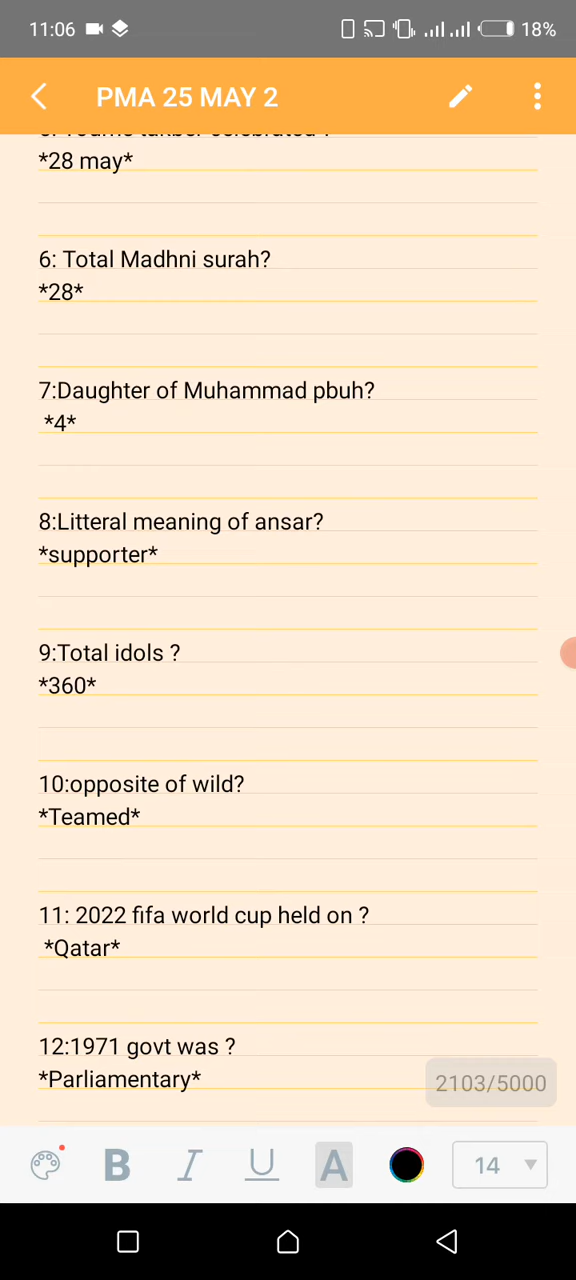 11:06
18%
PMA 25 MAY 2
*28 may*
6: Total Madhni surah?
*28*
7:Daughter of Muhammad pbuh?
*4*
8:Litteral meaning of ansar?
*supporter*
9:Total idols ?
*360*
10:opposite of wild?
*Teamed*
11: 2022 fifa world cup held on ?
*Qatar*
12:1971 govt was ?
*Parliamentary*
2103/5000
B I U A 14